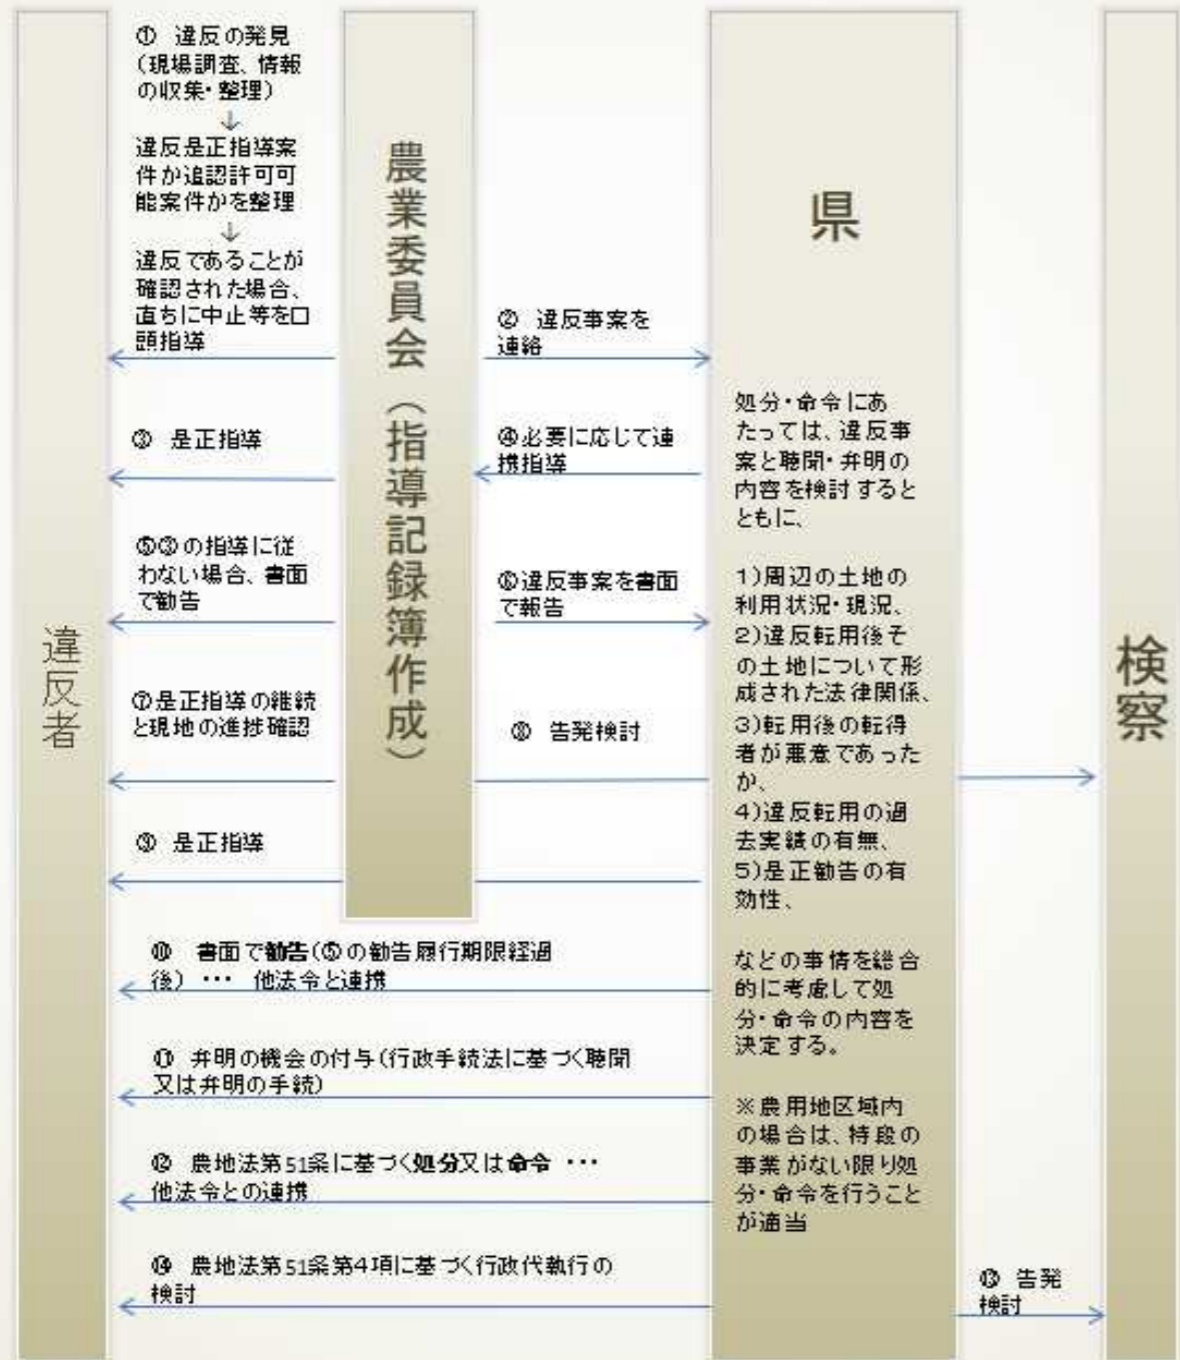 違反者
① 違反の発見
(現場調査、情報
の収集・整理)
↓
違反是正指導案
件か追認許可可
能案件かを整理
↓
違反であることが
確認された場合、
直ちに中止等を口
頭指導
③ 是正指導
⑤③の指導に従
わない場合、書面
で勧告
⑦是正指導の継続
と現地の進捗確認
⑨ 是正指導
農業委員会(指導記録簿作成)
② 違反事案を
連絡
④必要に応じて連
携指導
⑥違反事案を書面
で報告
⑧ 告発検討
⑩ 書面で勧告(⑤の勧告履行期限経過
後) ・・・ 他法令と連携
⑪ 弁明の機会の付与(行政手続法に基づく聴聞
又は弁明の手続)
⑫ 農地法第51条に基づく処分又は命令 ・・・
他法令との連携
⑭ 農地法第51条第4項に基づく行政代執行の
検討
県
処分・命令にあ
たっては、違反事
案と聴聞・弁明の
内容を検討すると
ともに、
1)周辺の土地の
利用状況・現況、
2)違反転用後そ
の土地について形
成された法律関係、
3)転用後の転得
者が悪意であった
か、
4)違反転用の過
去実績の有無、
5)是正勧告の有
効性、
などの事情を総合
的に考慮して処
分・命令の内容を
決定する。
※農用地区域内
の場合は、特段の
事業がない限り処
分・命令を行うこと
が適当
⑬ 告発
検討
検察